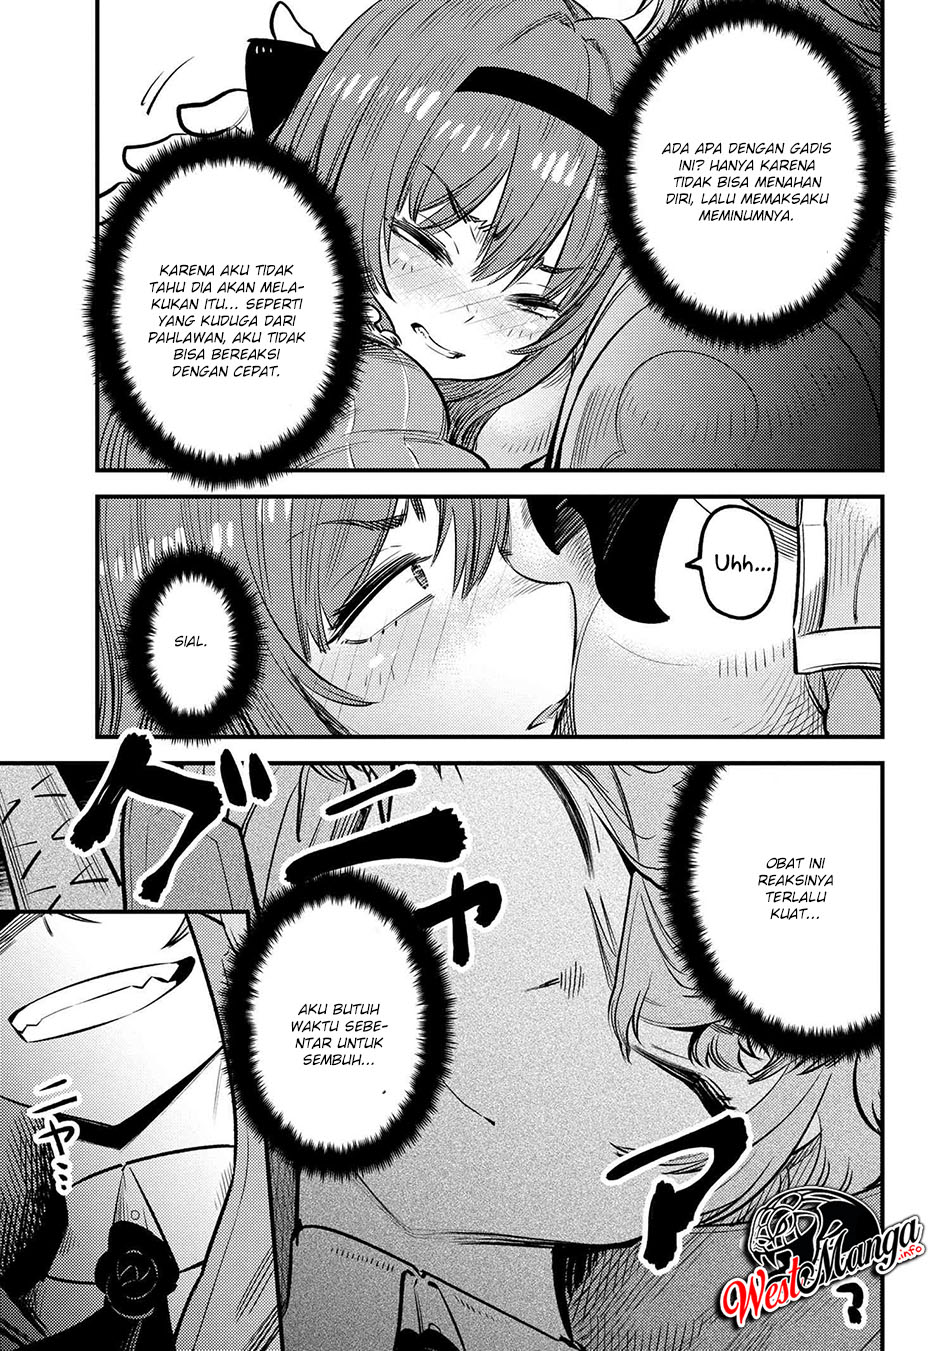 ADA APA DENGAN GADIS
INI? HANYA KARENA
TIDAK BISA MENAHAN
DIRI, LALU MEMAKSAKU
MEMINUMNYA.
KARENA AKU TIDAK
TAHU DIA AKAN MELA-
KUKAN ITU... SEPERTI
YANG KUDUGA DARI
PAHLAWAN, AKU TIDAK
BISA BEREAKSI
DENGAN CEPAT.
Uhh...
SIAL.
OBAT INI
REAKSINYA
TERLALU
KUAT...
グニャア
AKU BUTUH
WAKTU SEBE-
NTAR UNTUK
SEMBUH...
ニヤ…
WestManga.info